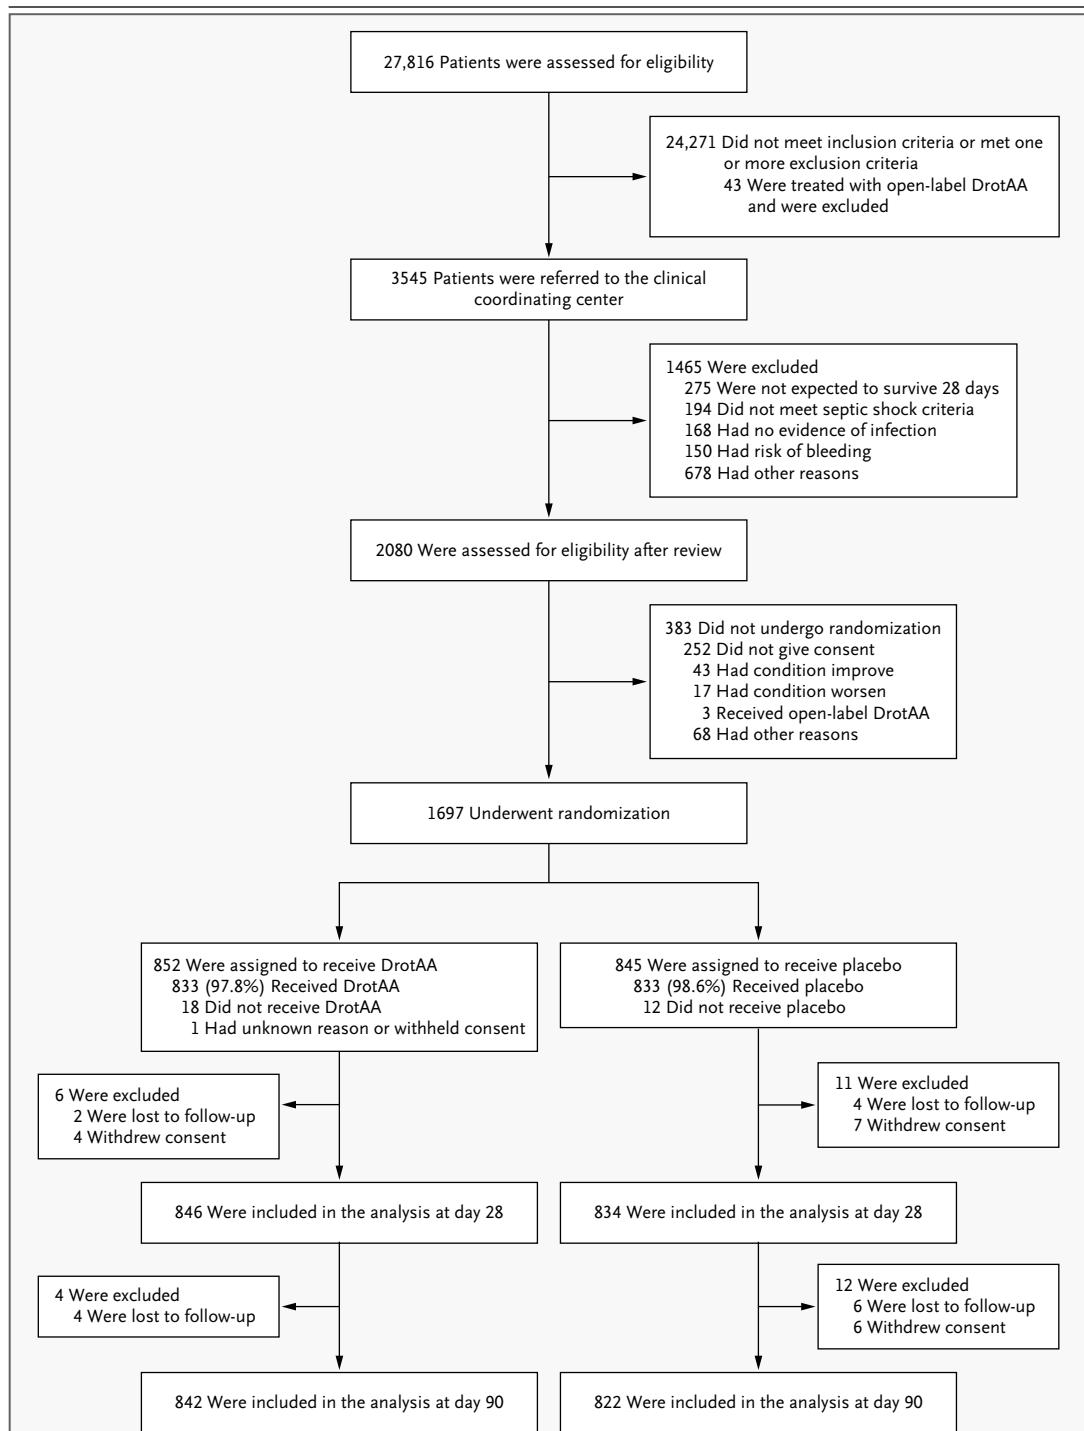 27,816 Patients were assessed for eligibility
24,271 Did not meet inclusion criteria or met one
or more exclusion criteria
43 Were treated with open-label DrotAA
and were excluded
3545 Patients were referred to the clinical
coordinating center
1465 Were excluded
275 Were not expected to survive 28 days
194 Did not meet septic shock criteria
168 Had no evidence of infection
150 Had risk of bleeding
678 Had other reasons
2080 Were assessed for eligibility after review
383 Did not undergo randomization
252 Did not give consent
43 Had condition improve
17 Had condition worsen
3 Received open-label DrotAA
68 Had other reasons
1697 Underwent randomization
852 Were assigned to receive DrotAA
833 (97.8%) Received DrotAA
18 Did not receive DrotAA
1 Had unknown reason or withheld consent
845 Were assigned to receive placebo
833 (98.6%) Received placebo
12 Did not receive placebo
6 Were excluded
2 Were lost to follow-up
4 Withdrew consent
11 Were excluded
4 Were lost to follow-up
7 Withdrew consent
846 Were included in the analysis at day 28
834 Were included in the analysis at day 28
4 Were excluded
4 Were lost to follow-up
12 Were excluded
6 Were lost to follow-up
6 Withdrew consent
842 Were included in the analysis at day 90
822 Were included in the analysis at day 90